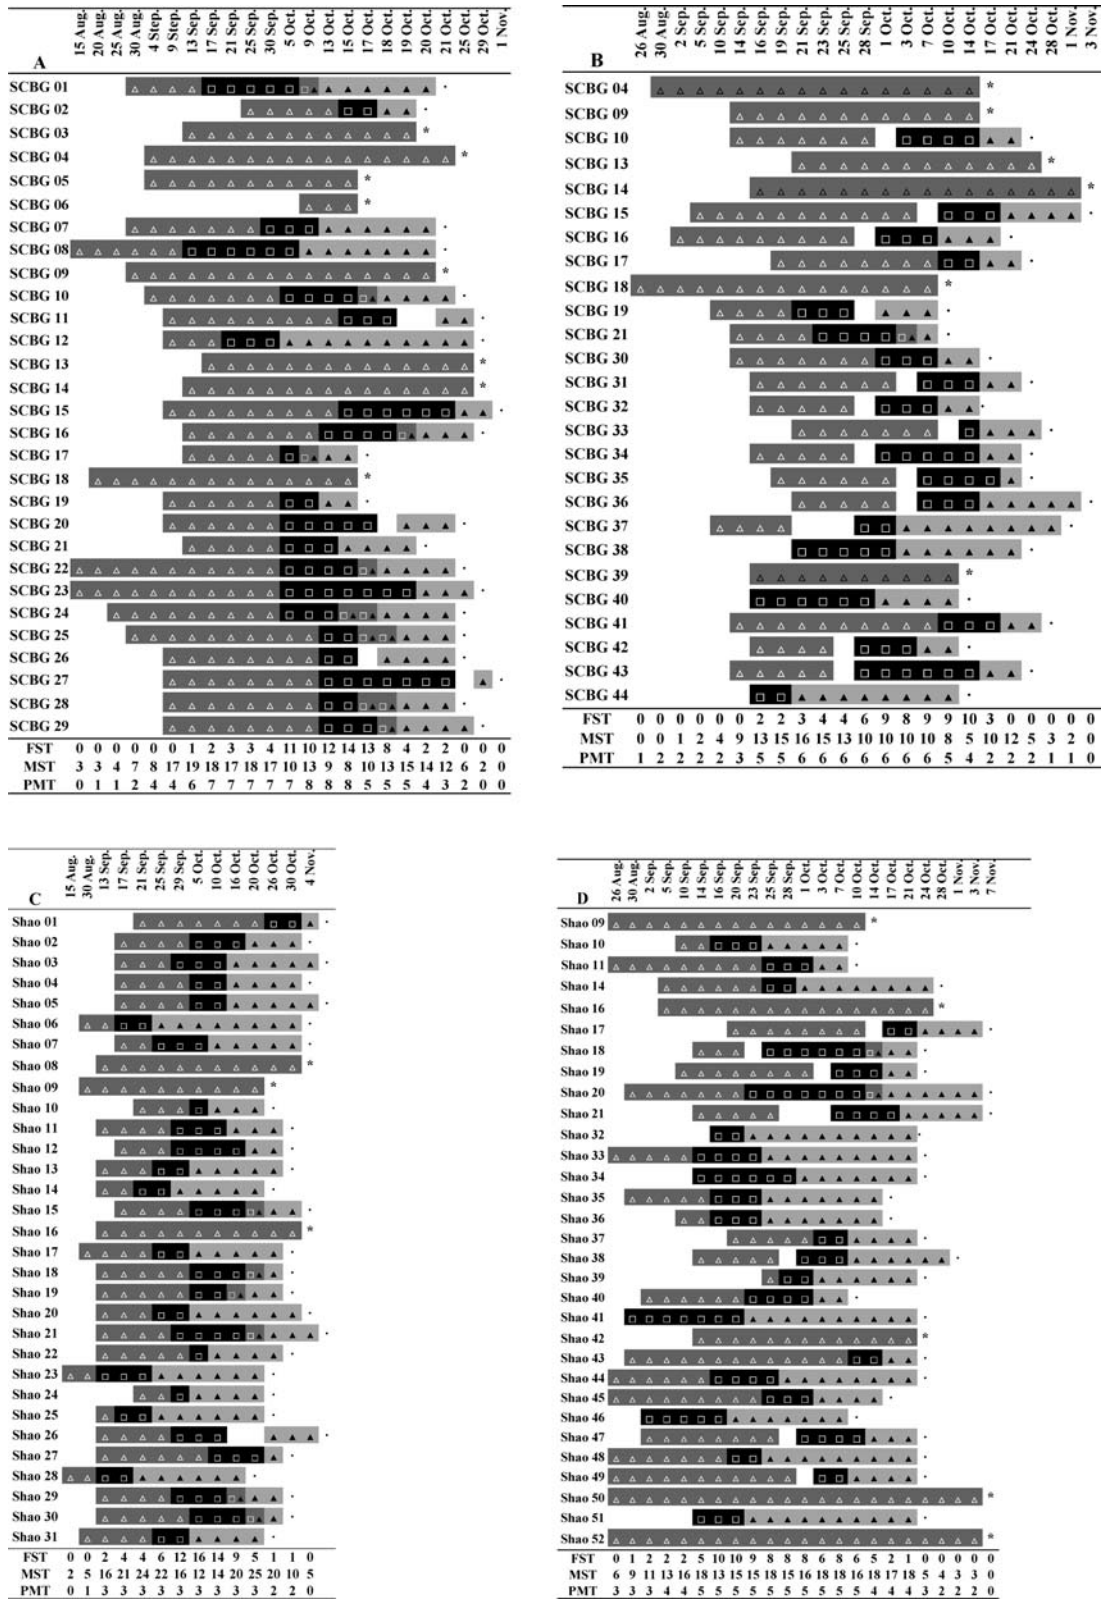 15 Aug. 20 Aug. 25 Aug. 30 Aug. 4 Step. 9 Step. 13 Sep. 17 Sep. 21 Sep. 25 Sep. 30 Sep. 5 Oct. 9 Oct. 13 Oct. 15 Oct. 17 Oct. 18 Oct. 19 Oct. 20 Oct. 21 Oct. 25 Oct. 29 Oct. 1 Nov.
A
SCBG 01
SCBG 02
SCBG 03
SCBG 04
SCBG 05
SCBG 06
SCBG 07
SCBG 08
SCBG 09
SCBG 10
SCBG 11
SCBG 12
SCBG 13
SCBG 14
SCBG 15
SCBG 16
SCBG 17
SCBG 18
SCBG 19
SCBG 20
SCBG 21
SCBG 22
SCBG 23
SCBG 24
SCBG 25
SCBG 26
SCBG 27
SCBG 28
SCBG 29
FST 0 0 0 0 0 0 1 2 3 3 4 11 10 12 14 13 8 4 2 2 0 0 0
MST 3 3 4 7 8 17 19 18 17 18 17 10 13 9 8 10 13 15 14 12 6 2 0
PMT 0 1 1 2 4 4 6 7 7 7 7 7 8 8 8 5 5 5 4 3 2 0 0
26 Aug. 30 Aug. 2 Sep. 5 Sep. 10 Sep. 14 Sep. 16 Sep. 19 Sep. 21 Sep. 23 Sep. 25 Sep. 28 Sep. 1 Oct. 3 Oct. 7 Oct. 10 Oct. 14 Oct. 17 Oct. 21 Oct. 24 Oct. 28 Oct. 1 Nov. 3 Nov.
B
SCBG 04
SCBG 09
SCBG 10
SCBG 13
SCBG 14
SCBG 15
SCBG 16
SCBG 17
SCBG 18
SCBG 19
SCBG 21
SCBG 30
SCBG 31
SCBG 32
SCBG 33
SCBG 34
SCBG 35
SCBG 36
SCBG 37
SCBG 38
SCBG 39
SCBG 40
SCBG 41
SCBG 42
SCBG 43
SCBG 44
FST 0 0 0 0 0 0 2 2 3 4 4 6 9 8 9 9 10 3 0 0 0 0 0
MST 0 0 1 2 4 9 13 15 16 15 13 10 10 10 10 8 5 10 12 5 3 2 0
PMT 1 2 2 2 2 3 5 5 6 6 6 6 6 6 6 5 4 2 2 2 1 1 0
15 Aug. 30 Aug. 13 Sep. 17 Sep. 21 Sep. 25 Sep. 29 Sep. 5 Oct. 10 Oct. 16 Oct. 20 Oct. 26 Oct. 30 Oct. 4 Nov.
C
Shao 01
Shao 02
Shao 03
Shao 04
Shao 05
Shao 06
Shao 07
Shao 08
Shao 09
Shao 10
Shao 11
Shao 12
Shao 13
Shao 14
Shao 15
Shao 16
Shao 17
Shao 18
Shao 19
Shao 20
Shao 21
Shao 22
Shao 23
Shao 24
Shao 25
Shao 26
Shao 27
Shao 28
Shao 29
Shao 30
Shao 31
FST 0 0 2 4 4 6 12 16 14 9 5 1 1 0
MST 2 5 16 21 24 22 16 12 14 20 25 20 10 5
PMT 0 1 3 3 3 3 3 3 3 3 3 2 2 0
26 Aug. 30 Aug. 2 Sep. 5 Sep. 10 Sep. 14 Sep. 16 Sep. 20 Sep. 23 Sep. 25 Sep. 28 Sep. 1 Oct. 3 Oct. 7 Oct. 10 Oct. 14 Oct. 17 Oct. 21 Oct. 24 Oct. 28 Oct. 1 Nov. 3 Nov. 7 Nov.
D
Shao 09
Shao 10
Shao 11
Shao 14
Shao 16
Shao 17
Shao 18
Shao 19
Shao 20
Shao 21
Shao 32
Shao 33
Shao 34
Shao 35
Shao 36
Shao 37
Shao 38
Shao 39
Shao 40
Shao 41
Shao 42
Shao 43
Shao 44
Shao 45
Shao 46
Shao 47
Shao 48
Shao 49
Shao 50
Shao 51
Shao 52
FST 0 1 2 2 2 5 10 10 9 8 8 8 6 8 6 5 2 1 0 0 0 0 0
MST 6 9 11 13 16 18 13 15 15 18 15 16 18 18 18 18 17 18 5 4 3 3 0
PMT 3 3 3 4 4 5 5 5 5 5 5 5 5 5 5 4 4 4 3 2 2 2 0